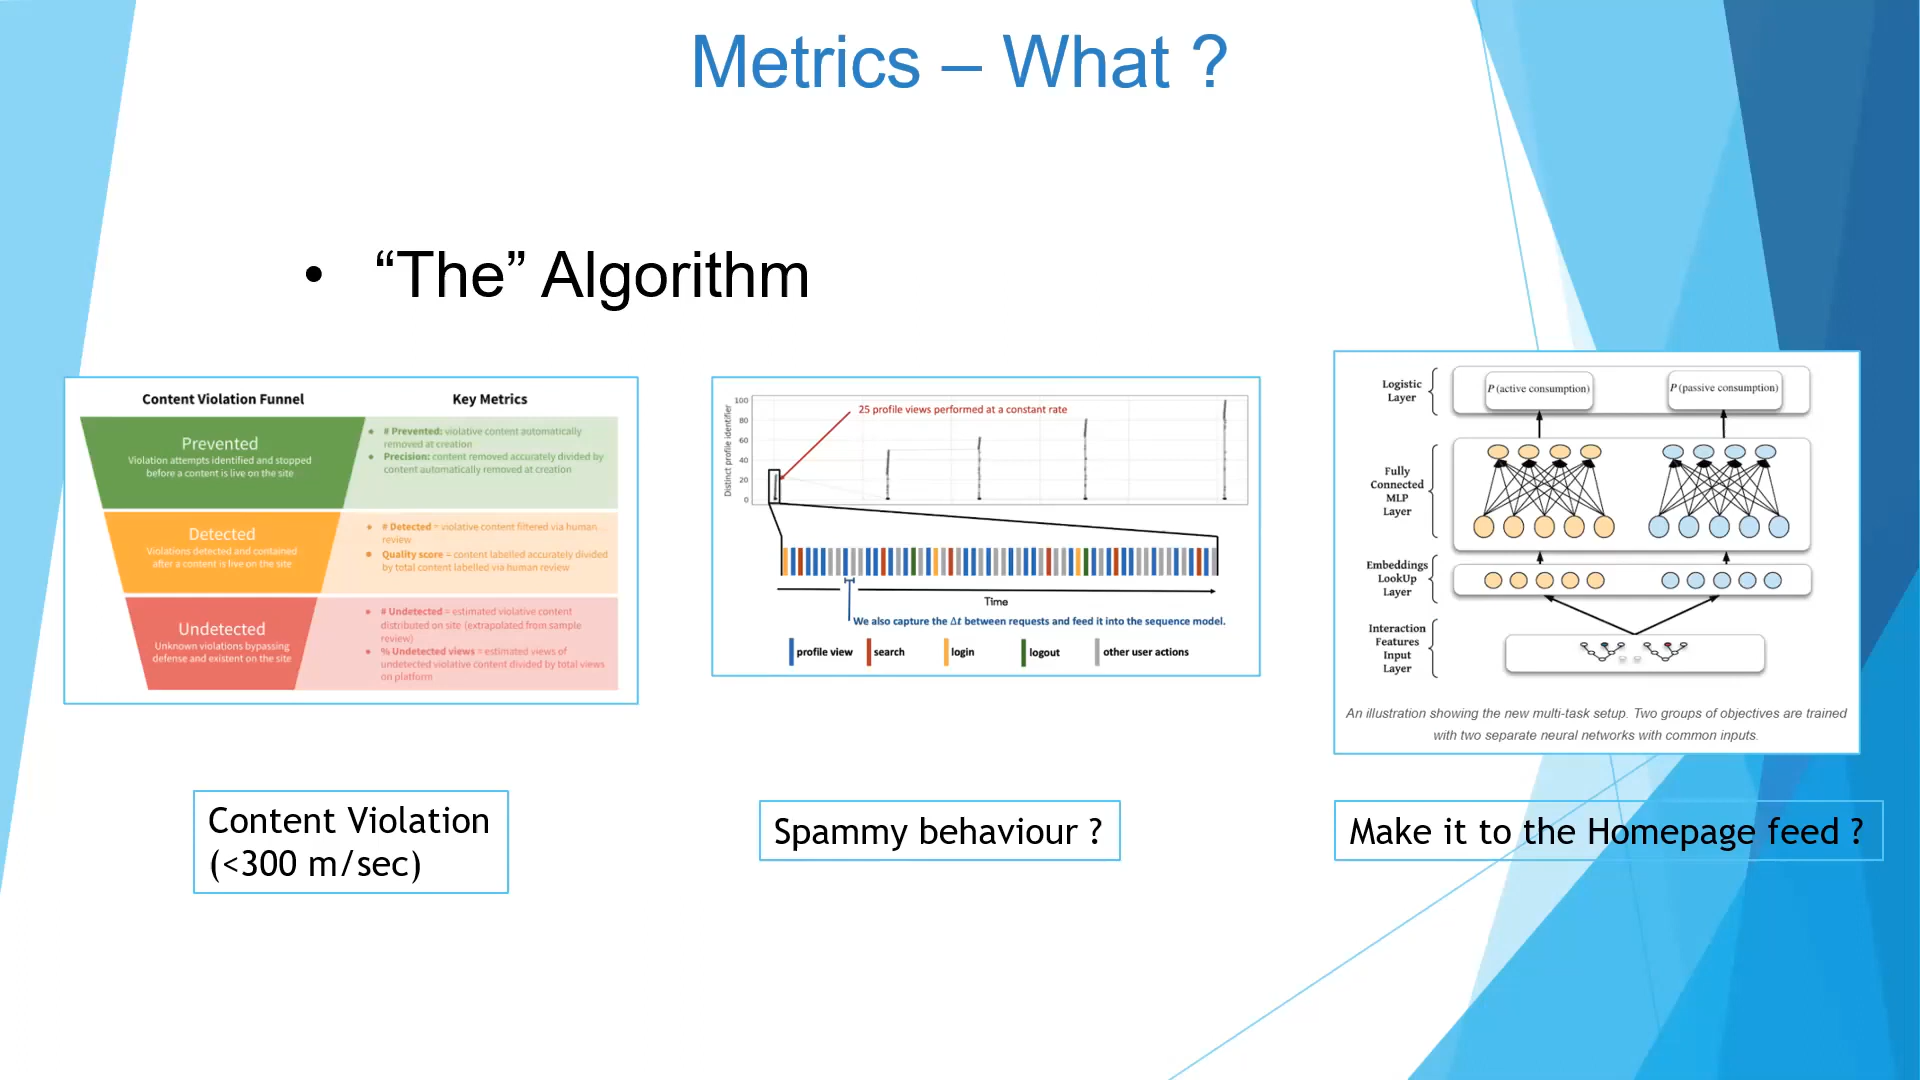 Metrics – What ?
• “The” Algorithm
Content Violation Funnel
Key Metrics
Prevented
Violation attempts identified and stopped
before a content is live on the site
• # Prevented: violative content automatically
removed at creation
• Precision: content removed accurately divided by
content automatically removed at creation
Detected
Violations detected and contained
after a content is live on the site
• # Detected = violative content filtered via human
review
• Quality score = content labelled accurately divided
by total content labelled via human review
Undetected
Unknown violations bypassing
defense and existent on the site
• # Undetected = estimated violative content
distributed on site (extrapolated from sample
review)
• % Undetected views = estimated views of
undetected violative content divided by total views
on platform
Content Violation
(<300 m/sec)
Distinct profile identifier
100
80
60
40
20
0
25 profile views performed at a constant rate
Time
We also capture the Δt between requests and feed it into the sequence model.
profile view
search
login
logout
other user actions
Spammy behaviour ?
Logistic
Layer
P (active consumption)
P (passive consumption)
Fully
Connected
MLP
Layer
Embeddings
LookUp
Layer
Interaction
Features
Input
Layer
An illustration showing the new multi-task setup. Two groups of objectives are trained
with two separate neural networks with common inputs.
Make it to the Homepage feed ?